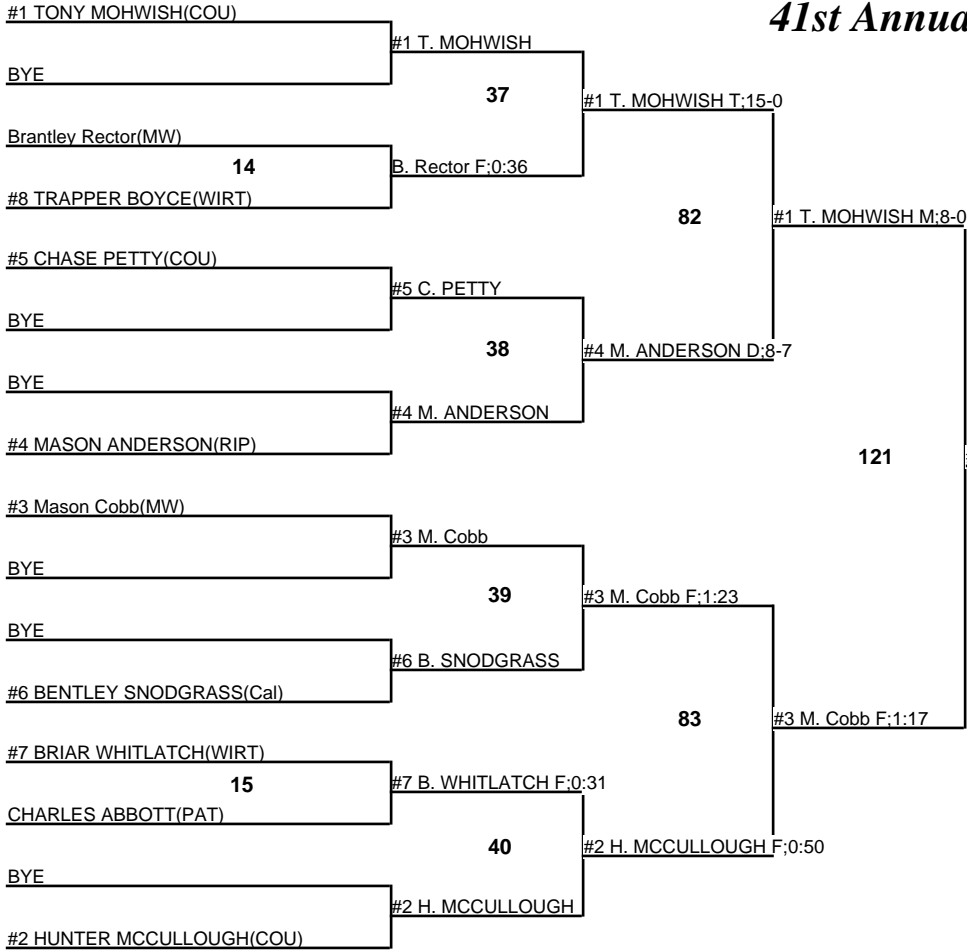 41st Annua
#1 TONY MOHWISH(COU)
BYE
Brantley Rector(MW)
14
#8 TRAPPER BOYCE(WIRT)
#5 CHASE PETTY(COU)
BYE
BYE
#4 MASON ANDERSON(RIP)
#3 Mason Cobb(MW)
BYE
BYE
#6 BENTLEY SNODGRASS(Cal)
#7 BRIAR WHITLATCH(WIRT)
15
CHARLES ABBOTT(PAT)
BYE
#2 HUNTER MCCULLOUGH(COU)
#1 T. MOHWISH
37
B. Rector F;0:36
#5 C. PETTY
38
#4 M. ANDERSON
#3 M. Cobb
39
#6 B. SNODGRASS
#7 B. WHITLATCH F;0:31
40
#2 H. MCCULLOUGH
#1 T. MOHWISH T;15-0
82
#4 M. ANDERSON D;8-7
#3 M. Cobb F;1:23
83
#2 H. MCCULLOUGH F;0:50
#1 T. MOHWISH M;8-0
121
#3 M. Cobb F;1:17